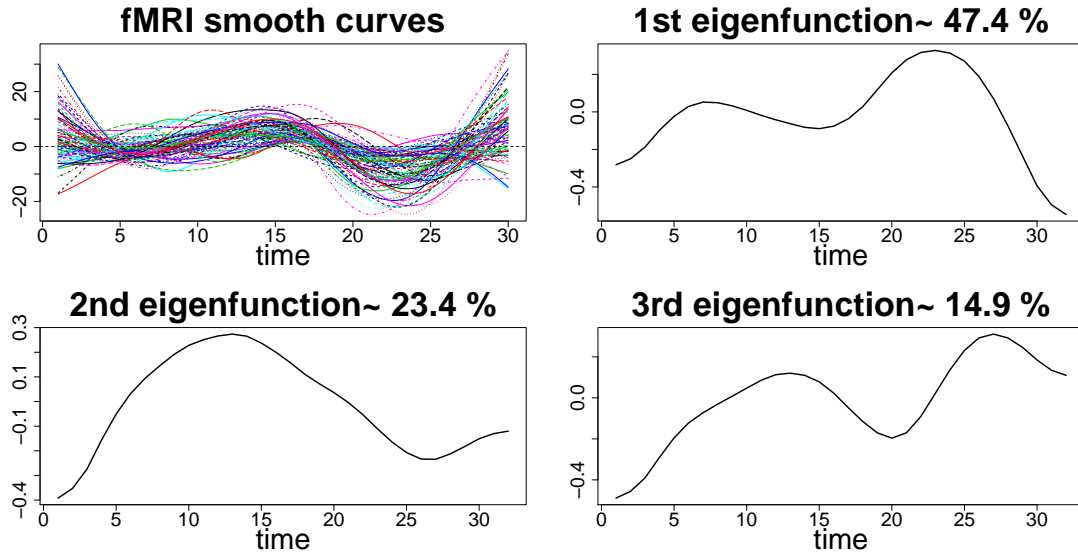 fMRI smooth curves
20
0
−20
0 5 10 15 20 25 30
time
1st eigenfunction~ 47.4 %
0.0
−0.4
0 5 10 15 20 25 30
time
2nd eigenfunction~ 23.4 %
0.3
0.1
−0.1
−0.4
0 5 10 15 20 25 30
time
3rd eigenfunction~ 14.9 %
0.0
−0.4
0 5 10 15 20 25 30
time